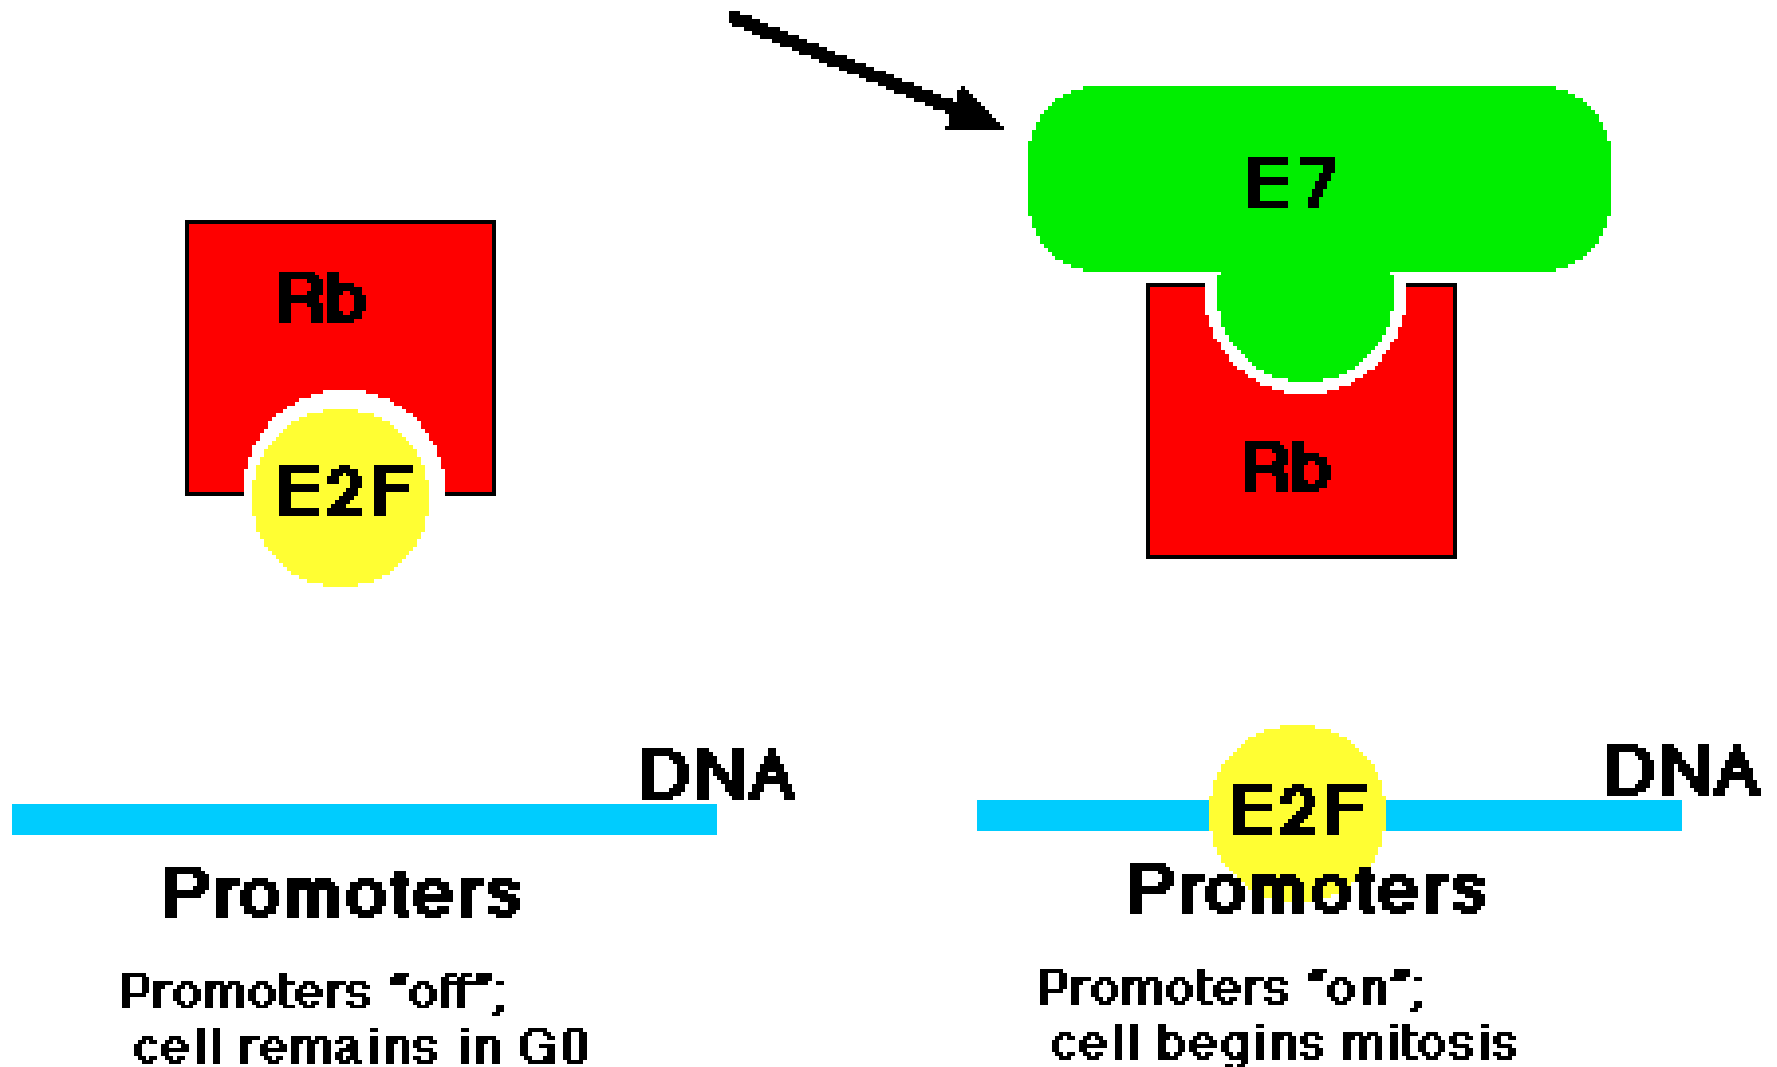 E7
Rb
E2F
Rb
DNA
Promoters
Promoters "off";
cell remains in G0
DNA
E2F
Promoters
Promoters "on";
cell begins mitosis